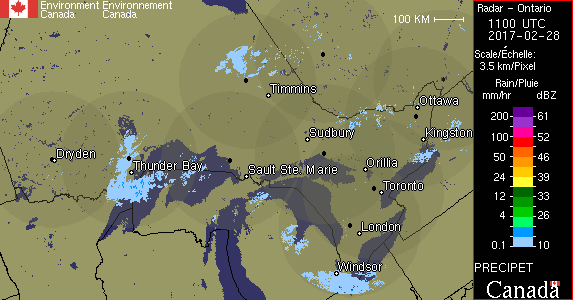 Environment Environnement
Canada Canada
100 KM
Timmins
Ottawa
Sudbury
Kingston
Dryden
Thunder Bay
Sault Ste. Marie
Orillia
Toronto
London
Windsor
Radar - Ontario
1100 UTC
2017-02-28
Scale/Échelle:
3.5 km/Pixel
Rain/Pluie
mm/hr dBZ
200 61
100 52
50 46
24 39
12 33
4 26
0.1 10
PRECIPET
Canada